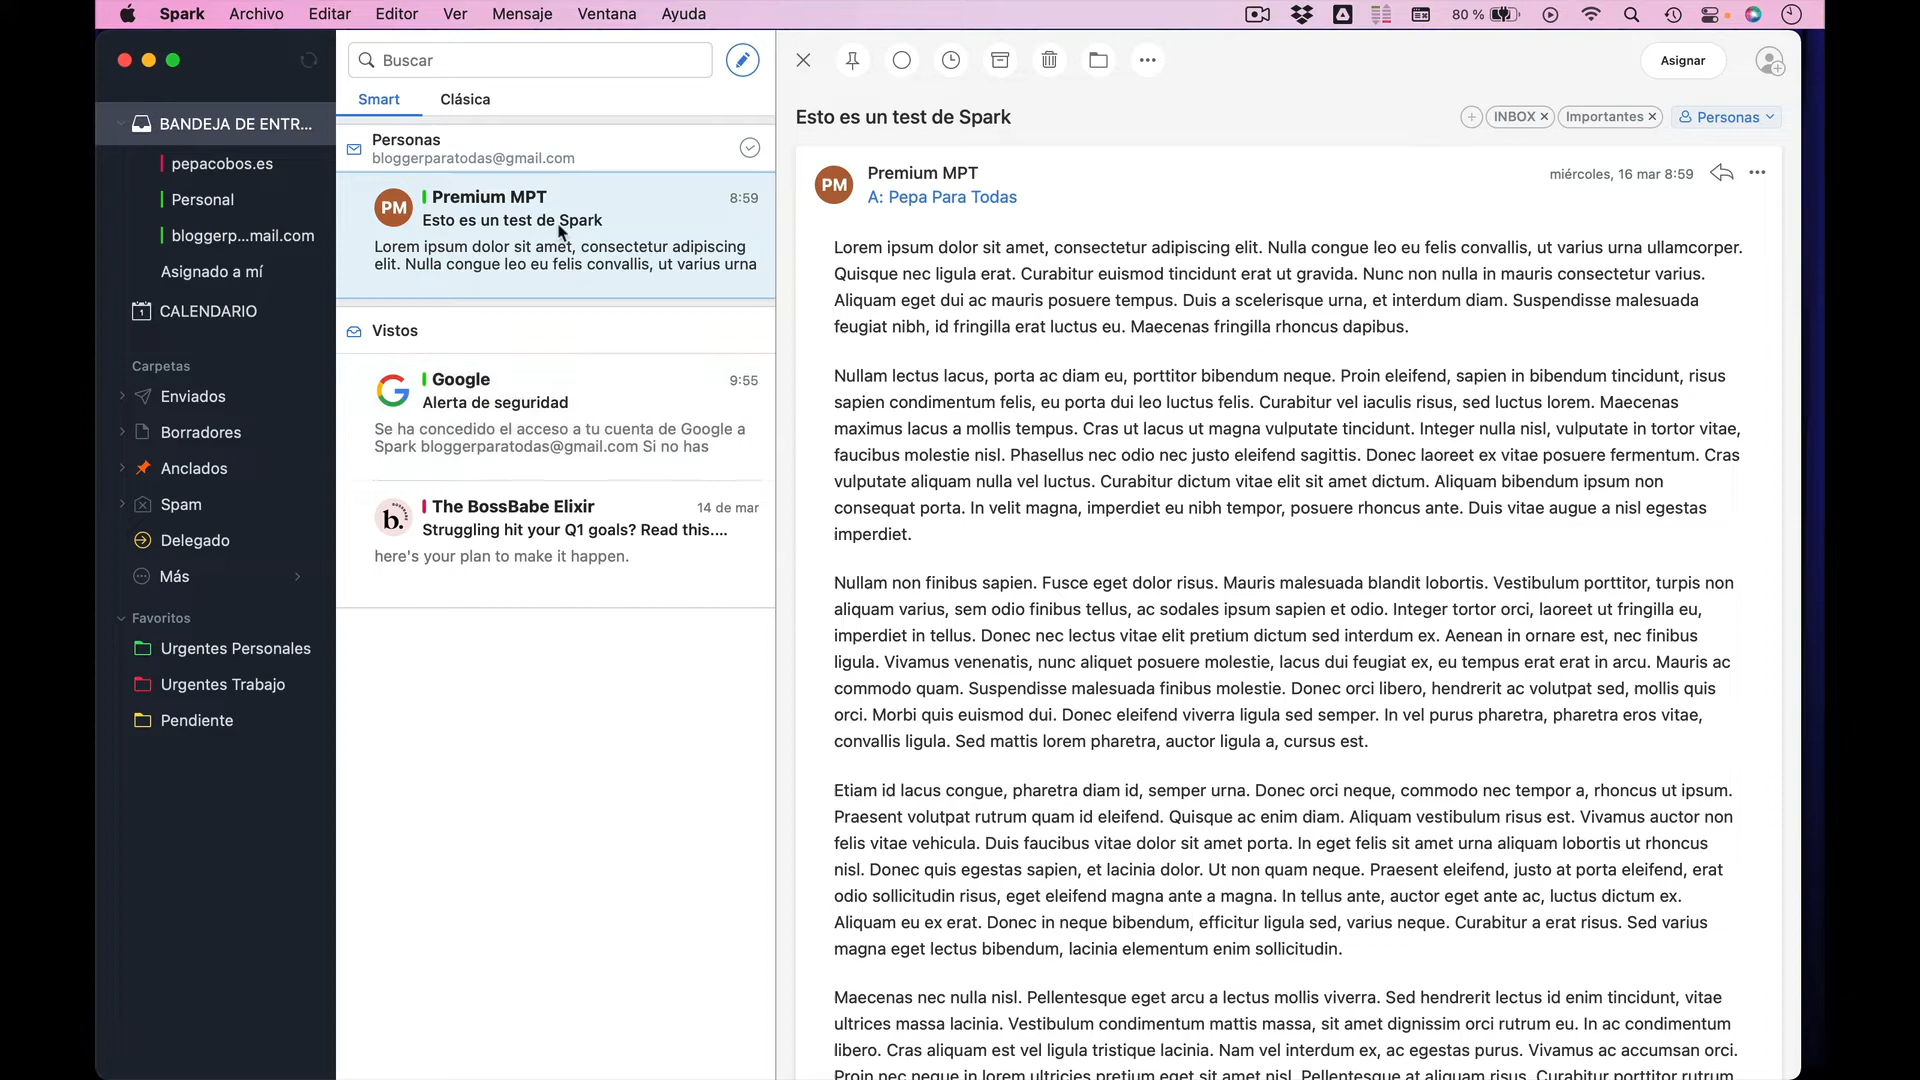 Spark Archivo Editar Editor Ver Mensaje Ventana Ayuda 80 %
Buscar
Smart Clásica
BANDEJA DE ENTR...
pepacobos.es
Personal
bloggerp...mail.com
Asignado a mí
1 CALENDARIO
Carpetas
Enviados
Borradores
Anclados
Spam
Delegado
Más
Favoritos
Urgentes Personales
Urgentes Trabajo
Pendiente
Personas
bloggerparatodas@gmail.com
PM Premium MPT 8:59
Esto es un test de Spark
Lorem ipsum dolor sit amet, consectetur adipiscing
elit. Nulla congue leo eu felis convallis, ut varius urna
Vistos
Google 9:55
Alerta de seguridad
Se ha concedido el acceso a tu cuenta de Google a
Spark bloggerparatodas@gmail.com Si no has
b. The BossBabe Elixir 14 de mar
Struggling hit your Q1 goals? Read this....
here's your plan to make it happen.
Asignar
Esto es un test de Spark INBOX Importantes Personas
PM Premium MPT miércoles, 16 mar 8:59
A: Pepa Para Todas
Lorem ipsum dolor sit amet, consectetur adipiscing elit. Nulla congue leo eu felis convallis, ut varius urna ullamcorper.
Quisque nec ligula erat. Curabitur euismod tincidunt erat ut gravida. Nunc non nulla in mauris consectetur varius.
Aliquam eget dui ac mauris posuere tempus. Duis a scelerisque urna, et interdum diam. Suspendisse malesuada
feugiat nibh, id fringilla erat luctus eu. Maecenas fringilla rhoncus dapibus.
Nullam lectus lacus, porta ac diam eu, porttitor bibendum neque. Proin eleifend, sapien in bibendum tincidunt, risus
sapien condimentum felis, eu porta dui leo luctus felis. Curabitur vel iaculis risus, sed luctus lorem. Maecenas
maximus lacus a mollis tempus. Cras ut lacus ut magna vulputate tincidunt. Integer nulla nisl, vulputate in tortor vitae,
faucibus molestie nisl. Phasellus nec odio nec justo eleifend sagittis. Donec laoreet ex vitae posuere fermentum. Cras
vulputate aliquam nulla vel luctus. Curabitur dictum vitae elit sit amet dictum. Aliquam bibendum ipsum non
consequat porta. In velit magna, imperdiet eu nibh tempor, posuere rhoncus ante. Duis vitae augue a nisl egestas
imperdiet.
Nullam non finibus sapien. Fusce eget dolor risus. Mauris malesuada blandit lobortis. Vestibulum porttitor, turpis non
aliquam varius, sem odio finibus tellus, ac sodales ipsum sapien et odio. Integer tortor orci, laoreet ut fringilla eu,
imperdiet in tellus. Donec nec lectus vitae elit pretium dictum sed interdum ex. Aenean in ornare est, nec finibus
ligula. Vivamus venenatis, nunc aliquet posuere molestie, lacus dui feugiat ex, eu tempus erat erat in arcu. Mauris ac
commodo quam. Suspendisse malesuada finibus molestie. Donec orci libero, hendrerit ac volutpat sed, mollis quis
orci. Morbi quis euismod dui. Donec eleifend viverra ligula sed semper. In vel purus pharetra, pharetra eros vitae,
convallis ligula. Sed mattis lorem pharetra, auctor ligula a, cursus est.
Etiam id lacus congue, pharetra diam id, semper urna. Donec orci neque, commodo nec tempor a, rhoncus ut ipsum.
Praesent volutpat rutrum quam id eleifend. Quisque ac enim diam. Aliquam vestibulum risus est. Vivamus auctor non
felis vitae vehicula. Duis faucibus vitae dolor sit amet porta. In eget felis sit amet urna aliquam lobortis ut rhoncus
nisl. Donec quis egestas sapien, et lacinia dolor. Ut non quam neque. Praesent eleifend, justo at porta eleifend, erat
odio sollicitudin risus, eget eleifend magna ante a magna. In tellus ante, auctor eget ante ac, luctus dictum ex.
Aliquam eu ex erat. Donec in neque bibendum, efficitur ligula sed, varius neque. Curabitur a erat risus. Sed varius
magna eget lectus bibendum, lacinia elementum enim sollicitudin.
Maecenas nec nulla nisl. Pellentesque eget arcu a lectus mollis viverra. Sed hendrerit lectus id enim tincidunt, vitae
ultrices massa lacinia. Vestibulum condimentum mattis massa, sit amet dignissim orci rutrum eu. In ac condimentum
libero. Cras aliquam est vel ligula tristique lacinia. Nam vel interdum ex, ac egestas purus. Vivamus ac accumsan orci.
Proin nec neque in lorem ultricies pretium eget sit amet nisl. Pellentesque at aliquam risus. Curabitur porttitor rutrum